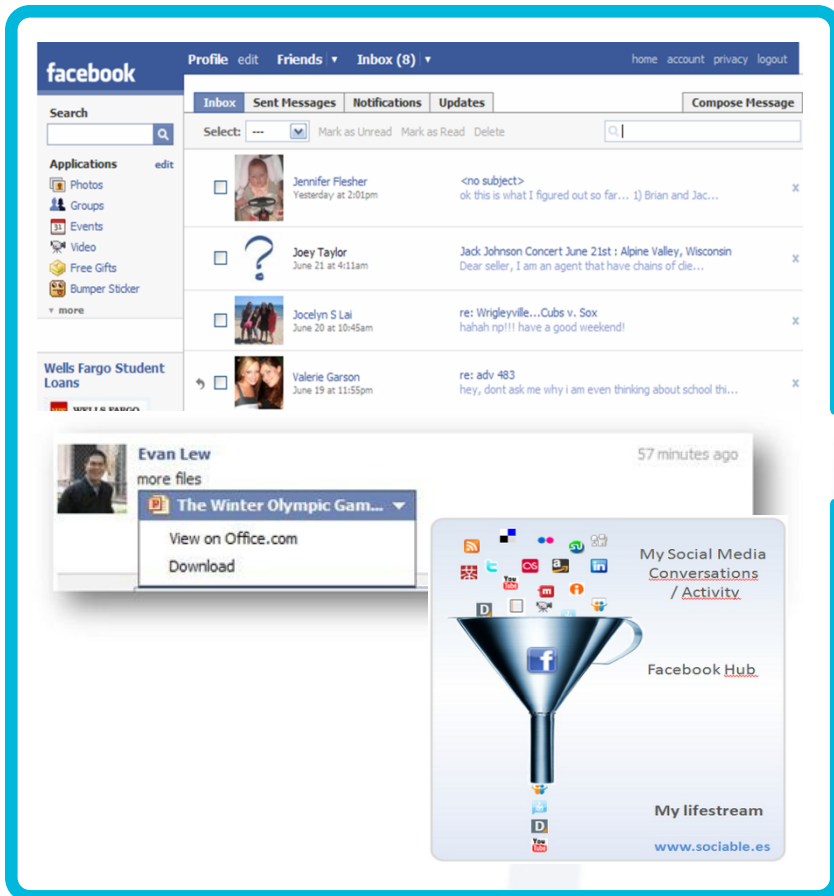 facebook
Profile edit Friends ▼ Inbox (8) ▼ home account privacy logout
Search
Applications edit
Photos
Groups
31 Events
Video
Free Gifts
Bumper Sticker
▼ more
Wells Fargo Student
Loans
WELLS FARGO
Inbox Sent Messages Notifications Updates Compose Message
Select: --- Mark as Unread Mark as Read Delete
Jennifer Flesher <no subject>
Yesterday at 2:01pm ok this is what I figured out so far... 1) Brian and Jac... x
Joey Taylor Jack Johnson Concert June 21st : Alpine Valley, Wisconsin
June 21 at 4:11am Dear seller, I am an agent that have chains of clie... x
Jocelyn S Lai re: Wrigleyville...Cubs v. Sox
June 20 at 10:45am hahah np!!! have a good weekend! x
Valerie Garson re: adv 483
June 19 at 11:55pm hey, dont ask me why i am even thinking about school thi... x
Evan Lew 57 minutes ago
more files
The Winter Olympic Gam... ▼
View on Office.com
Download
My Social Media
Conversations
/ Activity
You Tube
D
f
Facebook Hub
My lifestream
D
You Tube
www.sociable.es